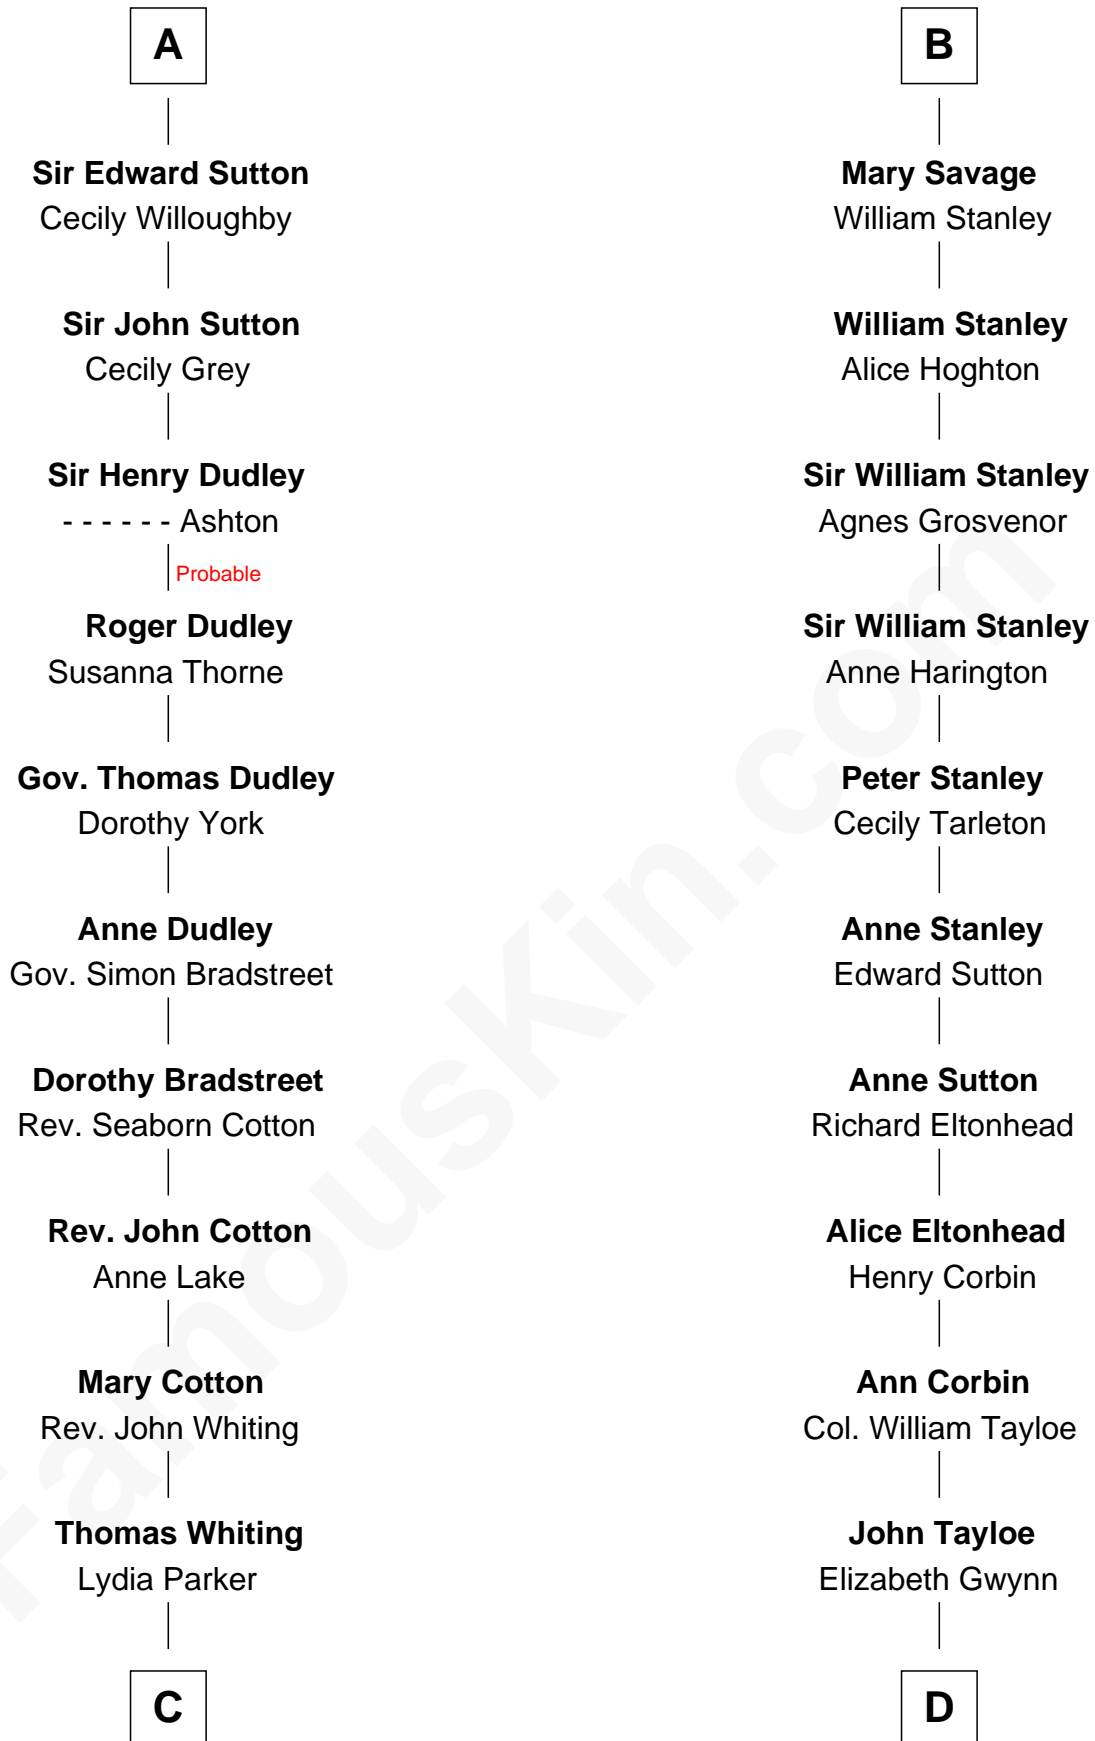 A
Sir Edward Sutton
Cecily Willoughby
Sir John Sutton
Cecily Grey
Sir Henry Dudley
- - - - - - Ashton
Probable
Roger Dudley
Susanna Thorne
Gov. Thomas Dudley
Dorothy York
Anne Dudley
Gov. Simon Bradstreet
Dorothy Bradstreet
Rev. Seaborn Cotton
Rev. John Cotton
Anne Lake
Mary Cotton
Rev. John Whiting
Thomas Whiting
Lydia Parker
C
B
Mary Savage
William Stanley
William Stanley
Alice Hoghton
Sir William Stanley
Agnes Grosvenor
Sir William Stanley
Anne Harington
Peter Stanley
Cecily Tarleton
Anne Stanley
Edward Sutton
Anne Sutton
Richard Eltonhead
Alice Eltonhead
Henry Corbin
Ann Corbin
Col. William Tayloe
John Tayloe
Elizabeth Gwynn
D
FamousKin.com